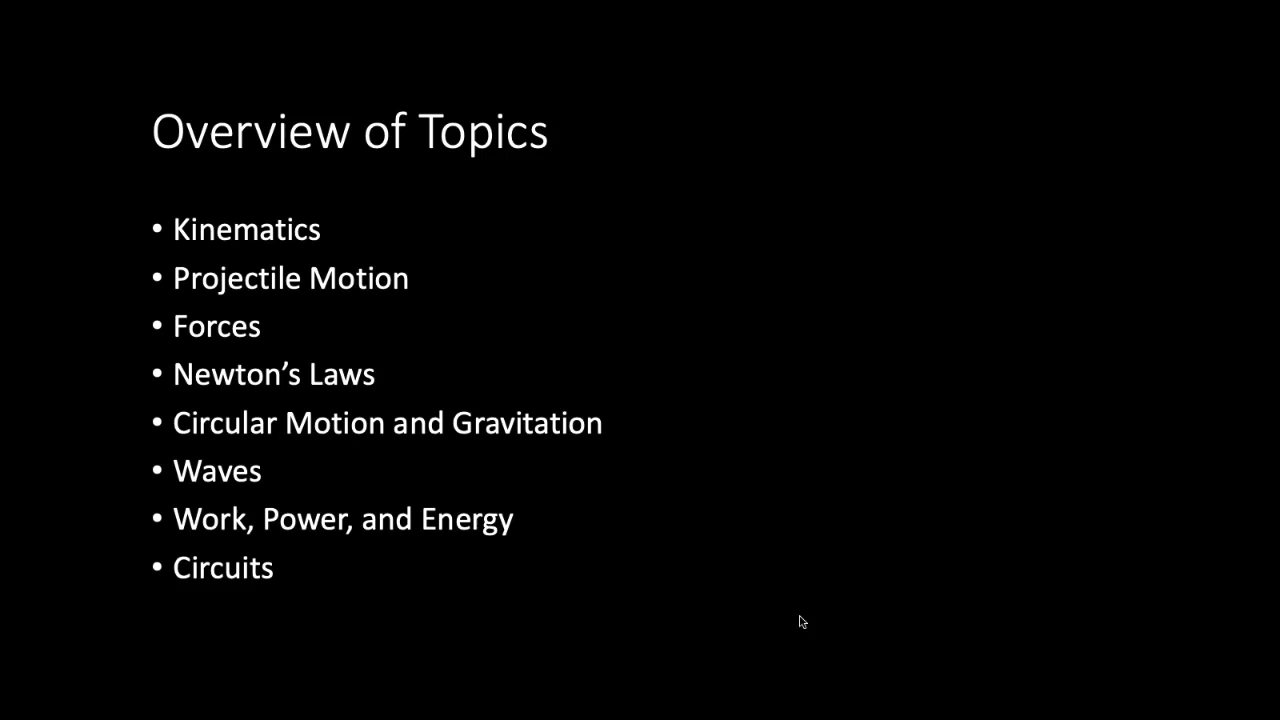 Overview of Topics
• Kinematics
• Projectile Motion
• Forces
• Newton’s Laws
• Circular Motion and Gravitation
• Waves
• Work, Power, and Energy
• Circuits